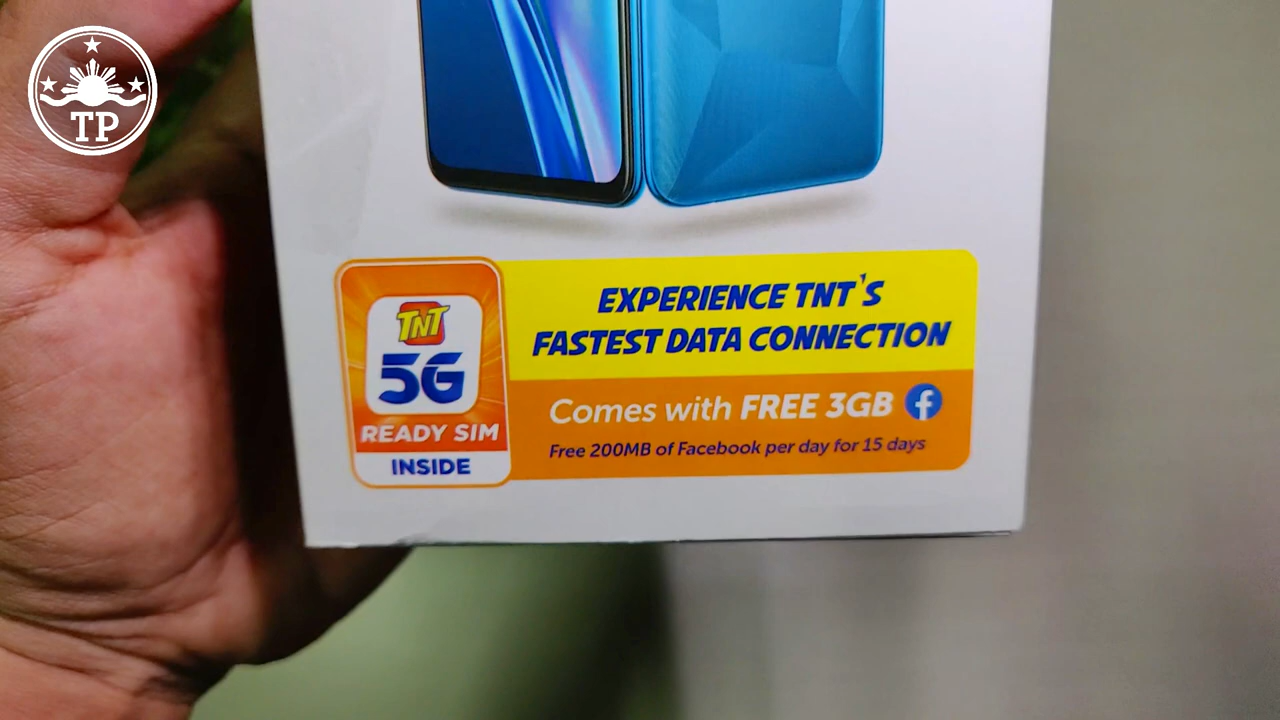 TP
TNT
5G
READY SIM
INSIDE
EXPERIENCE TNT'S
FASTEST DATA CONNECTION
Comes with FREE 3GB f
Free 200MB of Facebook per day for 15 days